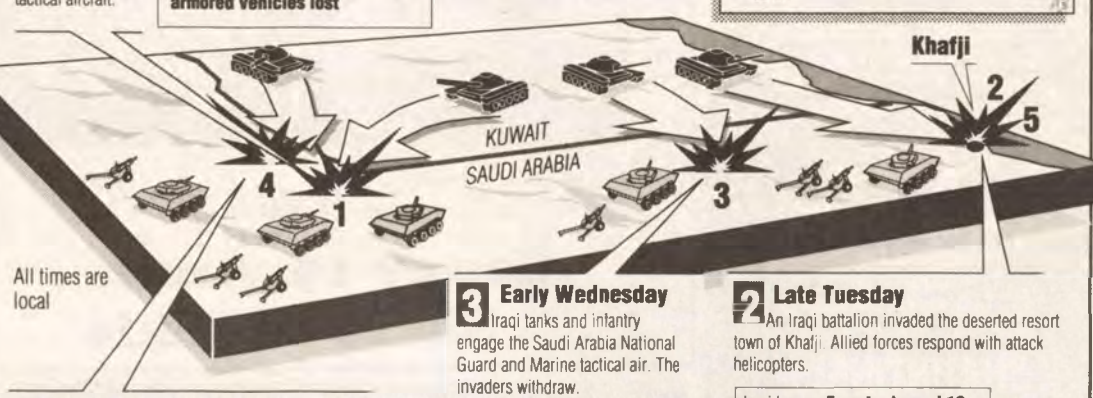 tactical aircraft.
armored vehicles lost
Khafji
2
5
KUWAIT
SAUDI ARABIA
4
1
3
All times are
local
3 Early Wednesday
Iraqi tanks and infantry
engage the Saudi Arabia National
Guard and Marine tactical air. The
invaders withdraw.
2 Late Tuesday
An Iraqi battalion invaded the deserted resort
town of Khafji. Allied forces respond with attack
helicopters.